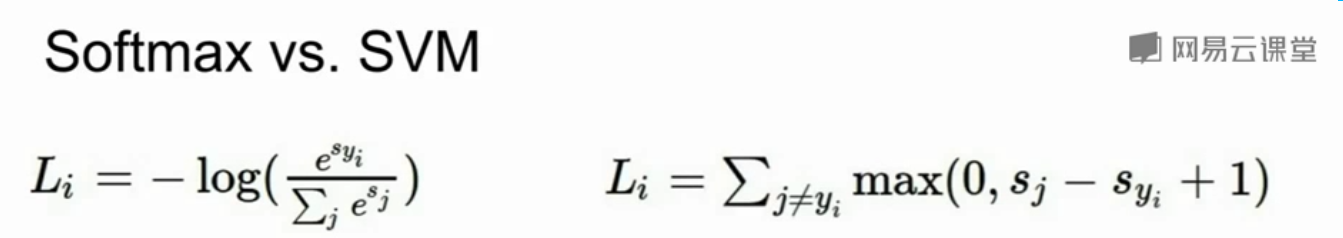 Softmax vs. SVM
网易云课堂
L_i = − log(\frac{e^{s_{y_i}}}{\sum_j e^{s_j}})
L_i = \sum_{j≠y_i} max(0, s_j − s_{y_i} + 1)